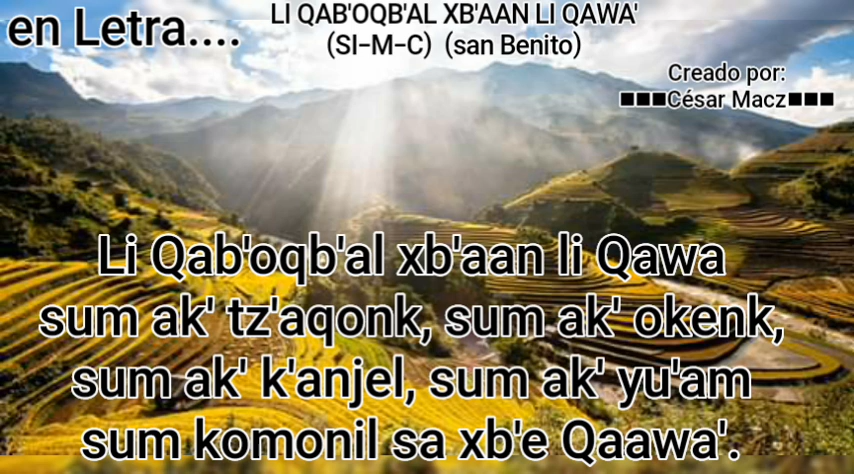 en Letra....
LI QAB'OQB'AL XB'AAN LI QAWA'
(SI-M-C) (san Benito)
Creado por:
■■■César Macz■■■
Li Qab'oqb'al xb'aan li Qawa
sum ak' tz'aqonk, sum ak' okenk,
sum ak' k'anjel, sum ak' yu'am
sum komonil sa xb'e Qaawa'.